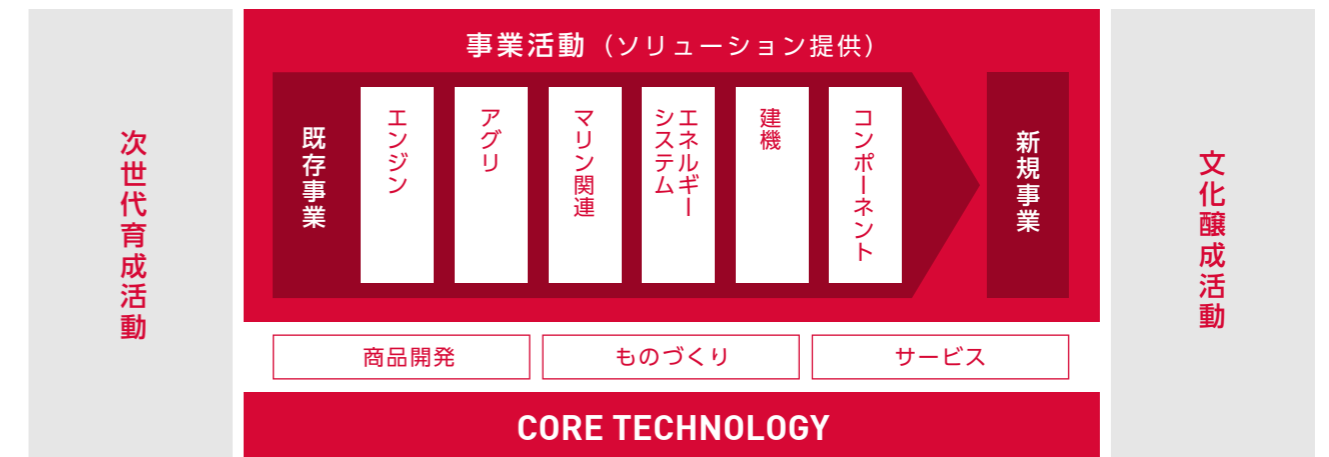 次世代育成活動
事業活動（ソリューション提供）
既存事業
エンジン
アグリ
マリン関連
エネルギー
システム
建機
コンポーネント
新規事業
商品開発
ものづくり
サービス
CORE TECHNOLOGY
文化醸成活動